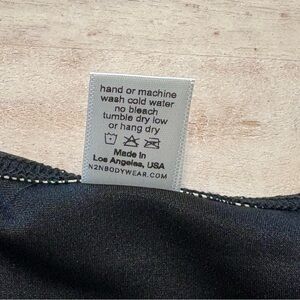 hand or machine
wash cold water
no bleach
tumble dry low
or hang dry
Made in
Los Angeles, USA
N2NBODYWEAR.COM